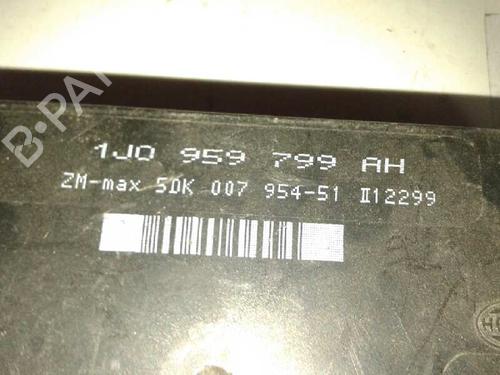 B-PARTS
1J0 959 799 AH
ZM-max 5DK 007 954-51 II12299